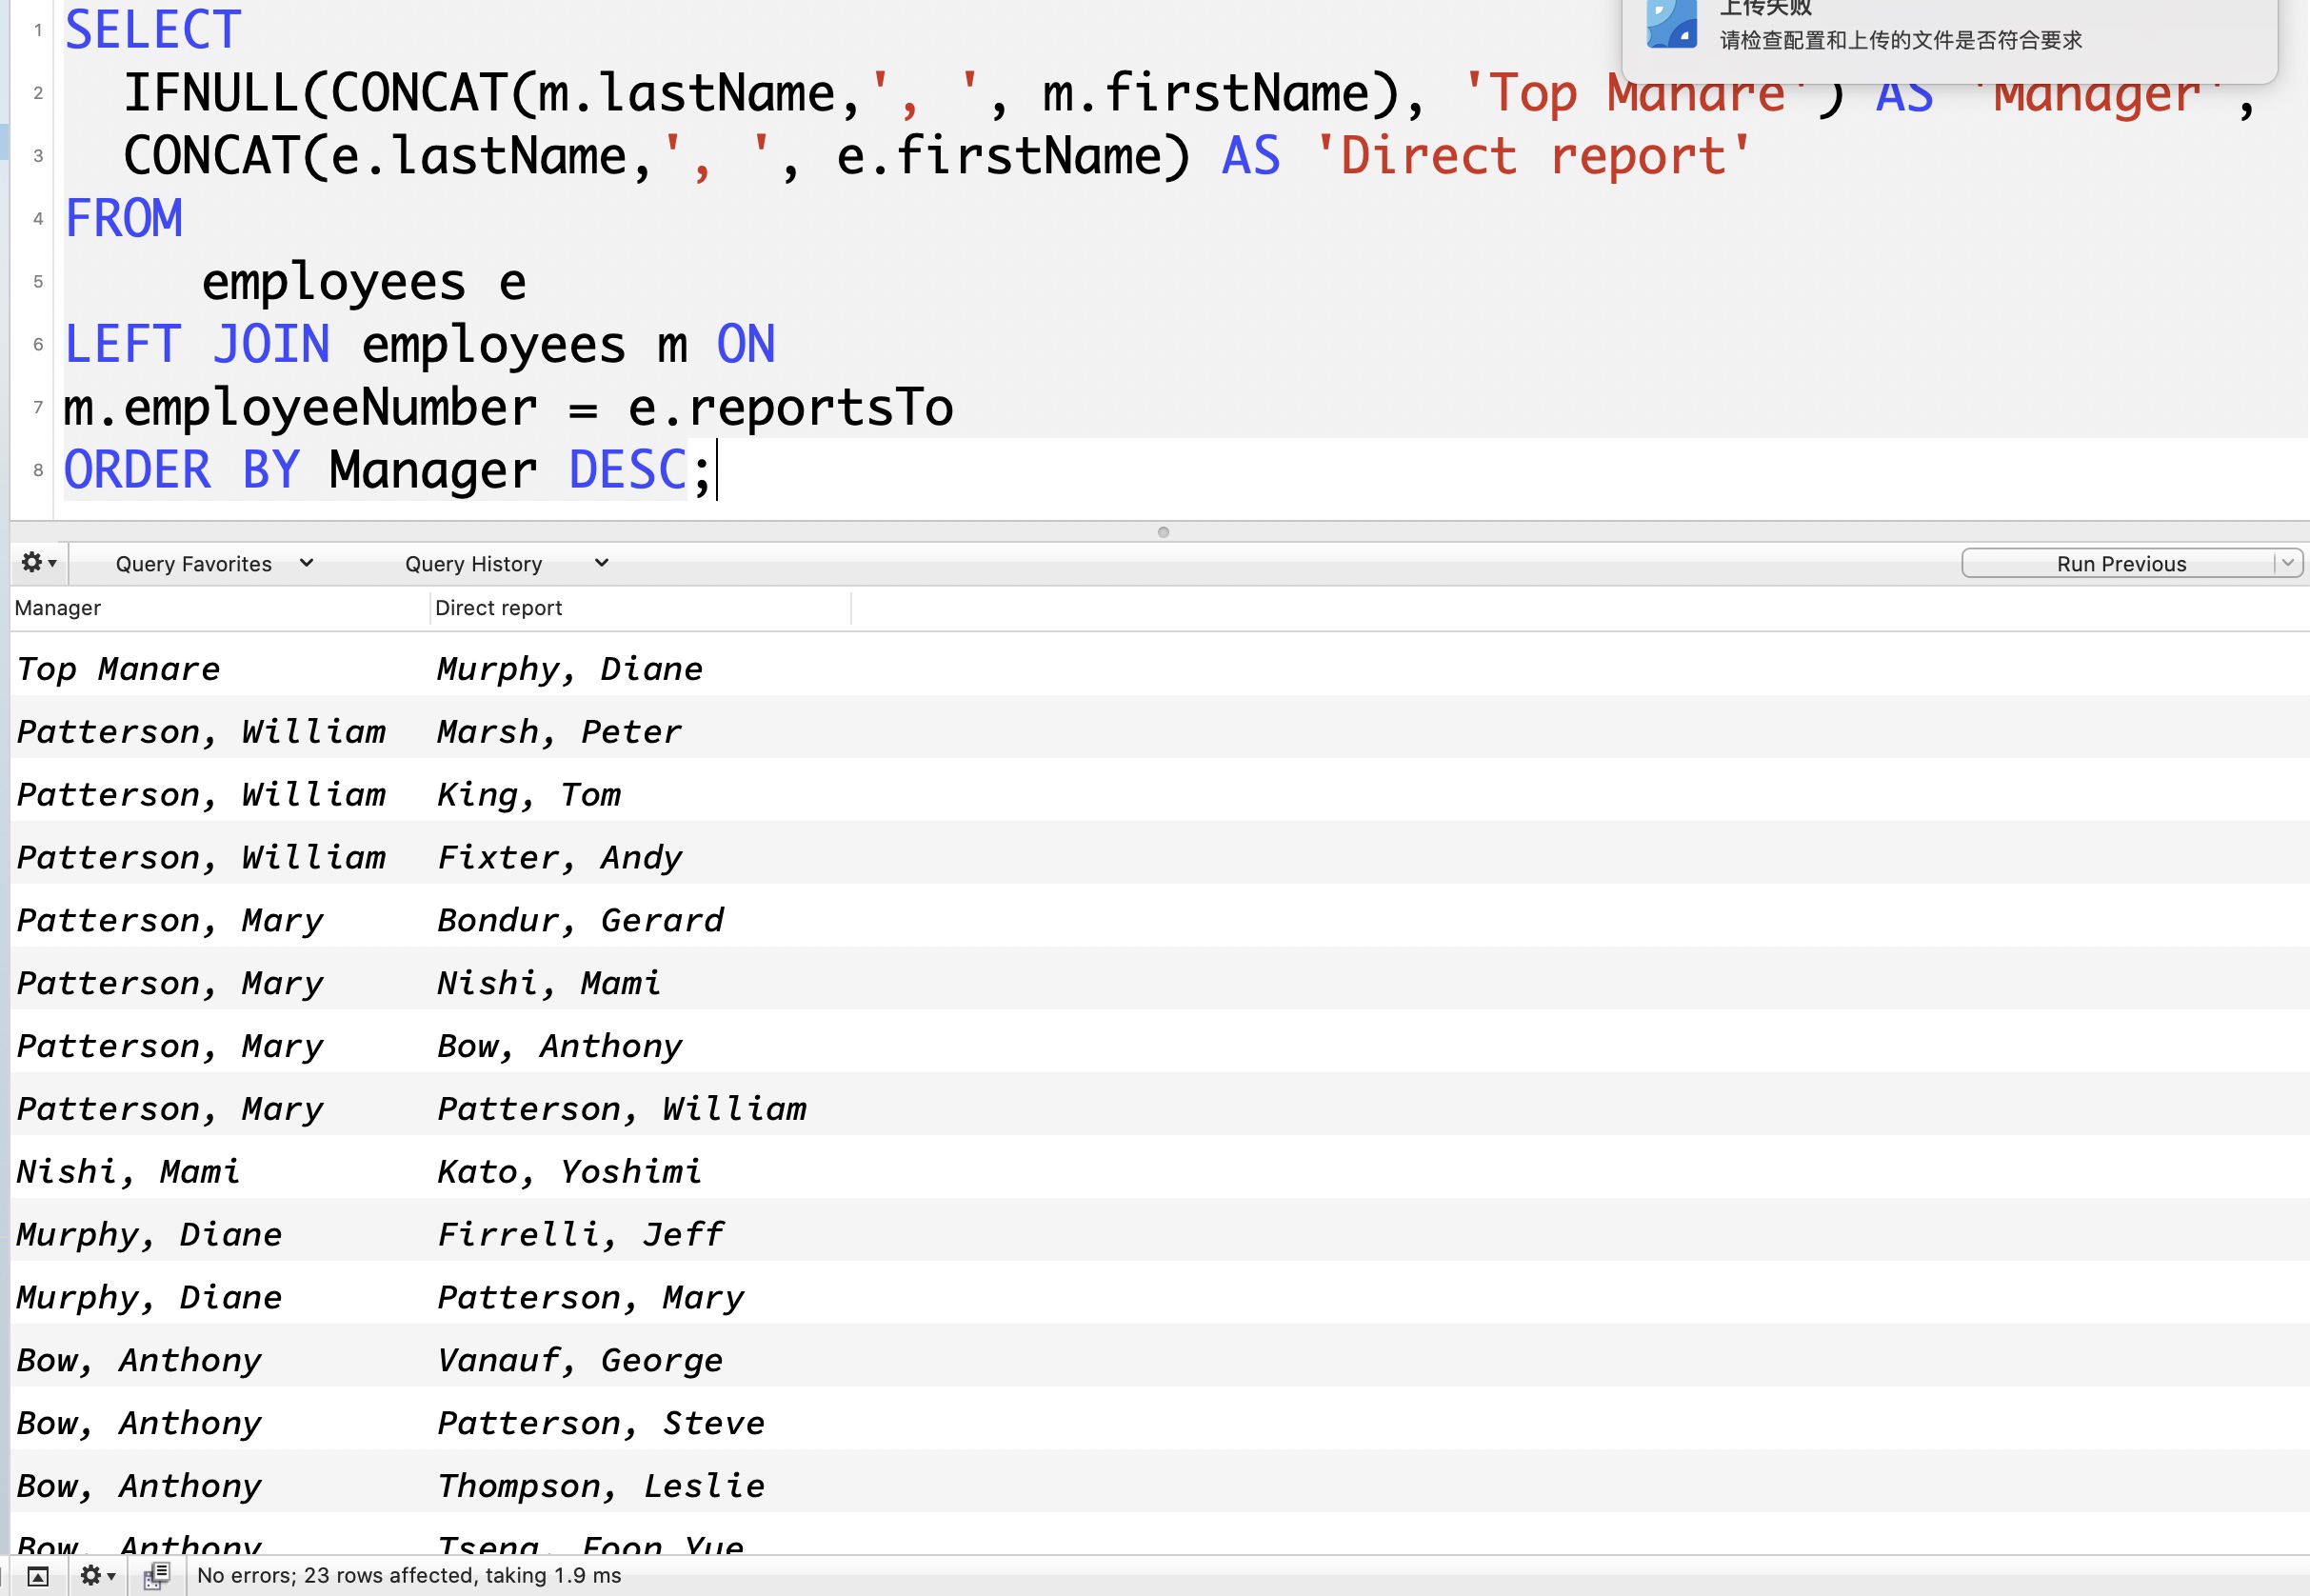 1 SELECT
2 IFNULL(CONCAT(m.lastName,', ', m.firstName), 'Top Manare') AS 'Manager',
3 CONCAT(e.lastName,', ', e.firstName) AS 'Direct report'
4 FROM
5 employees e
6 LEFT JOIN employees m ON
7 m.employeeNumber = e.reportsTo
8 ORDER BY Manager DESC;
上传失败
请检查配置和上传的文件是否符合要求
Query Favorites Query History Run Previous
Manager Direct report
Top Manare Murphy, Diane
Patterson, William Marsh, Peter
Patterson, William King, Tom
Patterson, William Fixter, Andy
Patterson, Mary Bondur, Gerard
Patterson, Mary Nishi, Mami
Patterson, Mary Bow, Anthony
Patterson, Mary Patterson, William
Nishi, Mami Kato, Yoshimi
Murphy, Diane Firrelli, Jeff
Murphy, Diane Patterson, Mary
Bow, Anthony Vanauf, George
Bow, Anthony Patterson, Steve
Bow, Anthony Thompson, Leslie
Bow, Anthony Tseng, Foon Yue
No errors; 23 rows affected, taking 1.9 ms